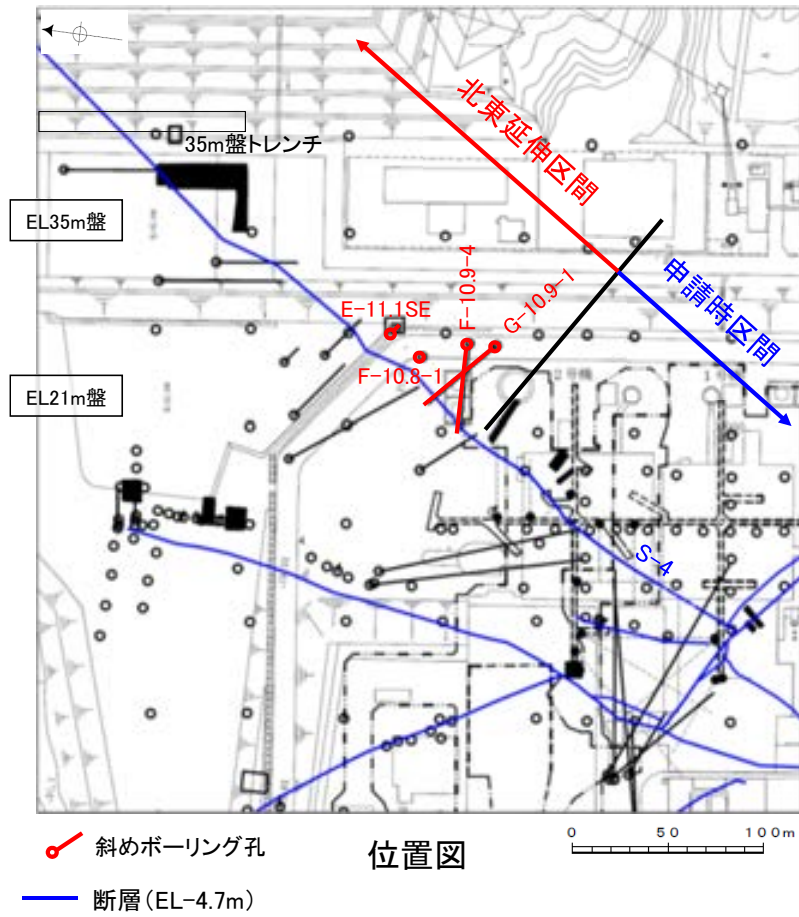 北東延伸区間
35m盤トレンチ
EL35m盤
申請時区間
F-10.9-4
G-10.9-1
E-11.1SE
F-10.8-1
EL21m盤
S-4
斜めボーリング孔
位置図
0 50 100m
断層(EL-4.7m)